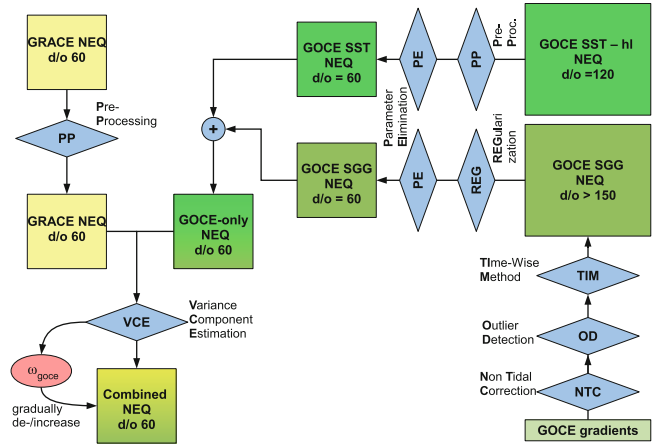 GRACE NEQ
d/o 60
Pre-
Processing
PP
GRACE NEQ
d/o 60
GOCE SST
NEQ
d/o = 60
PE
PP
Pre-
Proc.
GOCE SST – hl
NEQ
d/o =120
+
Parameter
Elimination
GOCE SGG
NEQ
d/o = 60
PE
REG
REGulari
zation
GOCE SGG
NEQ
d/o > 150
GOCE-only
NEQ
d/o 60
TIme-Wise
Method
TIM
VCE
Variance
Component
Estimation
Outlier
Detection
OD
ωgoce
gradually
de-/increase
Combined
NEQ
d/o 60
Non Tidal
Correction
NTC
GOCE gradients